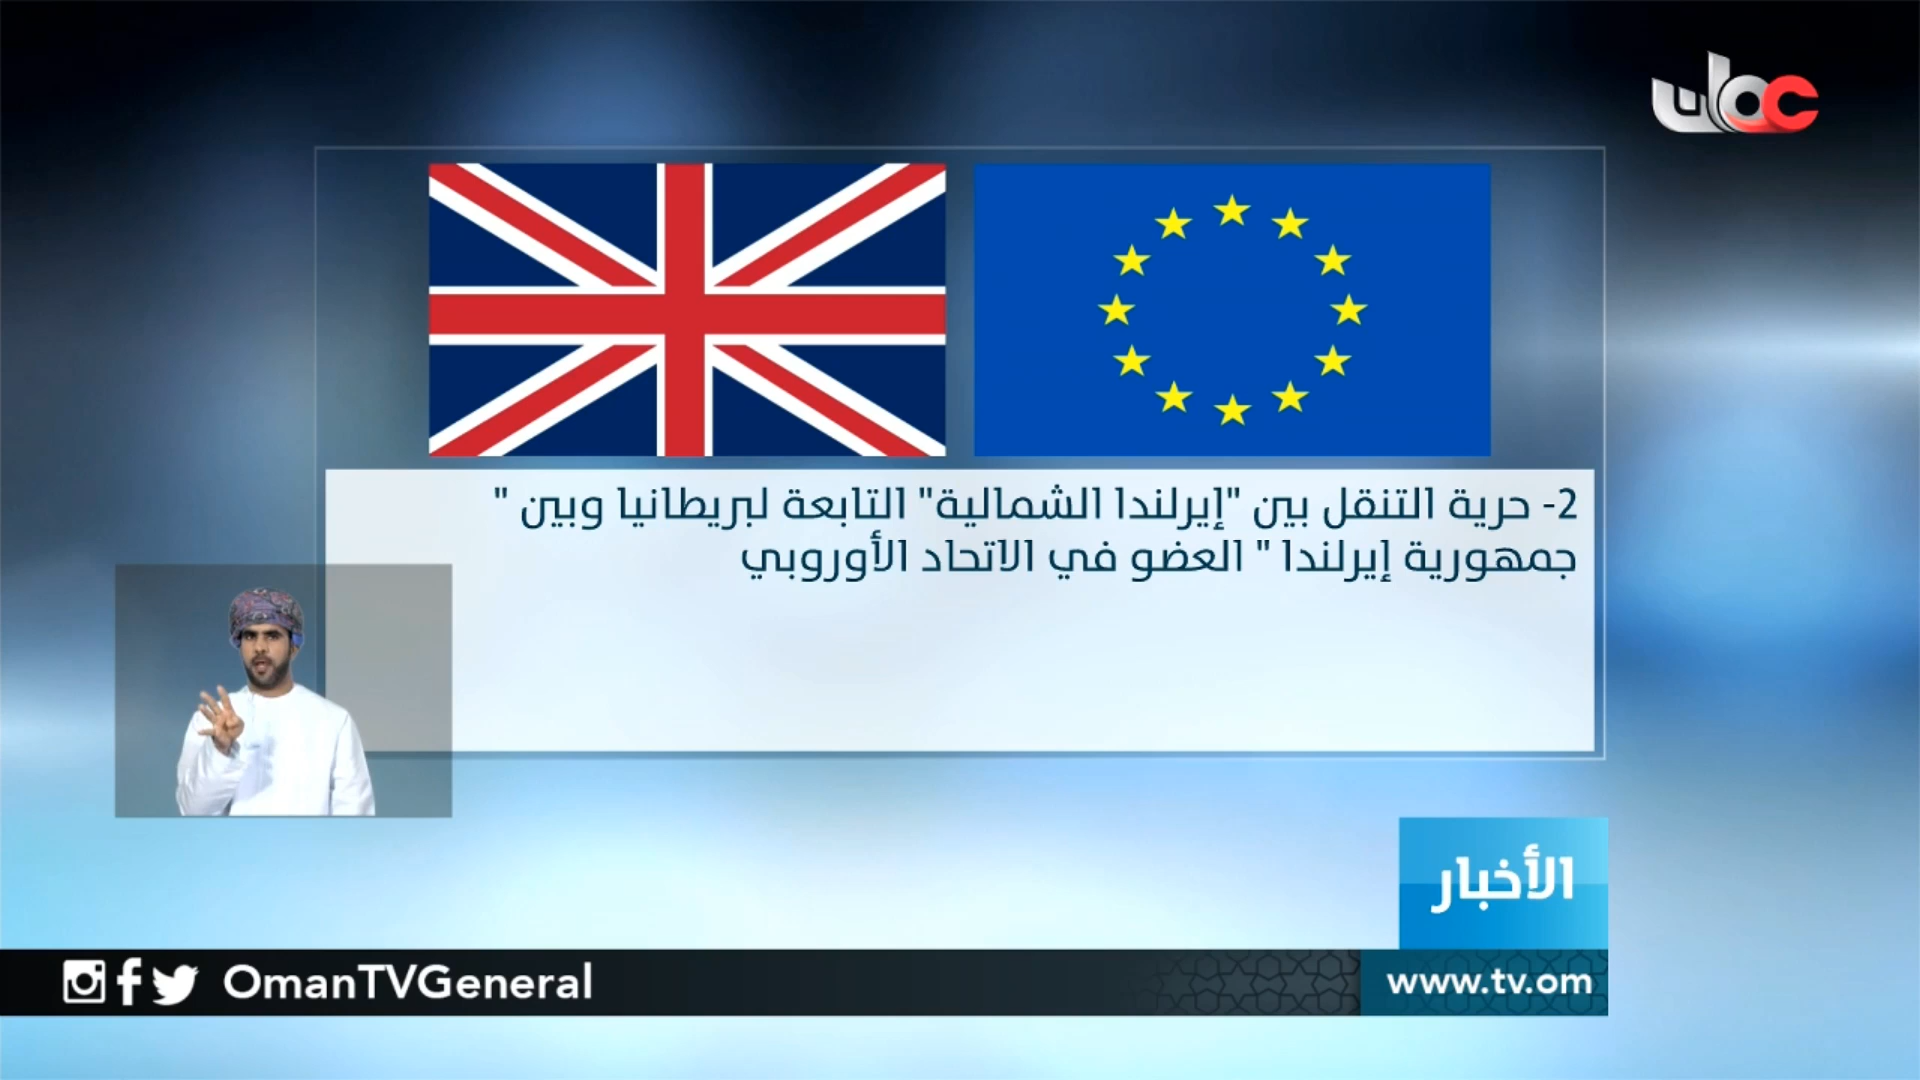 عمان
2- حرية التنقل بين "إيرلندا الشمالية" التابعة لبريطانيا وبين "
جمهورية إيرلندا " العضو في الاتحاد الأوروبي
الأخبار
OmanTVGeneral
www.tv.om